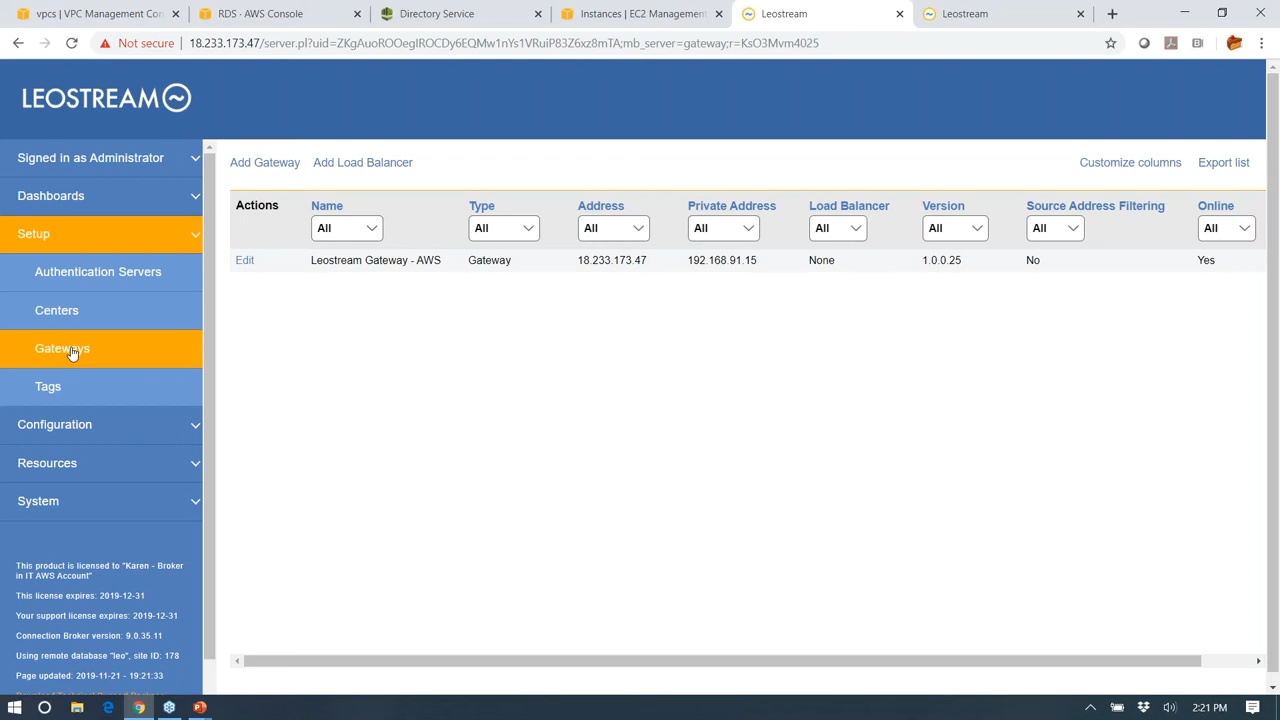 vpcs | VPC Management Con
RDS · AWS Console
Directory Service
Instances | EC2 Management
Leostream
Leostream
Not secure | 18.233.173.47/server.pl?uid=ZKgAuoROOegIROCDy6EQMw1nYs1VRuiP83Z6xz8mTA;mb_server=gateway;r=KsO3Mvm4025
LEOSTREAM
Signed in as Administrator
Dashboards
Setup
Authentication Servers
Centers
Gateways
Tags
Configuration
Resources
System
This product is licensed to "Karen - Broker
in IT AWS Account"
This license expires: 2019-12-31
Your support license expires: 2019-12-31
Connection Broker version: 9.0.35.11
Using remote database "leo", site ID: 178
Page updated: 2019-11-21 - 19:21:33
Add Gateway Add Load Balancer Customize columns Export list
Actions Name Type Address Private Address Load Balancer Version Source Address Filtering Online
All All All All All All All All
Edit Leostream Gateway - AWS Gateway 18.233.173.47 192.168.91.15 None 1.0.0.25 No Yes
2:21 PM